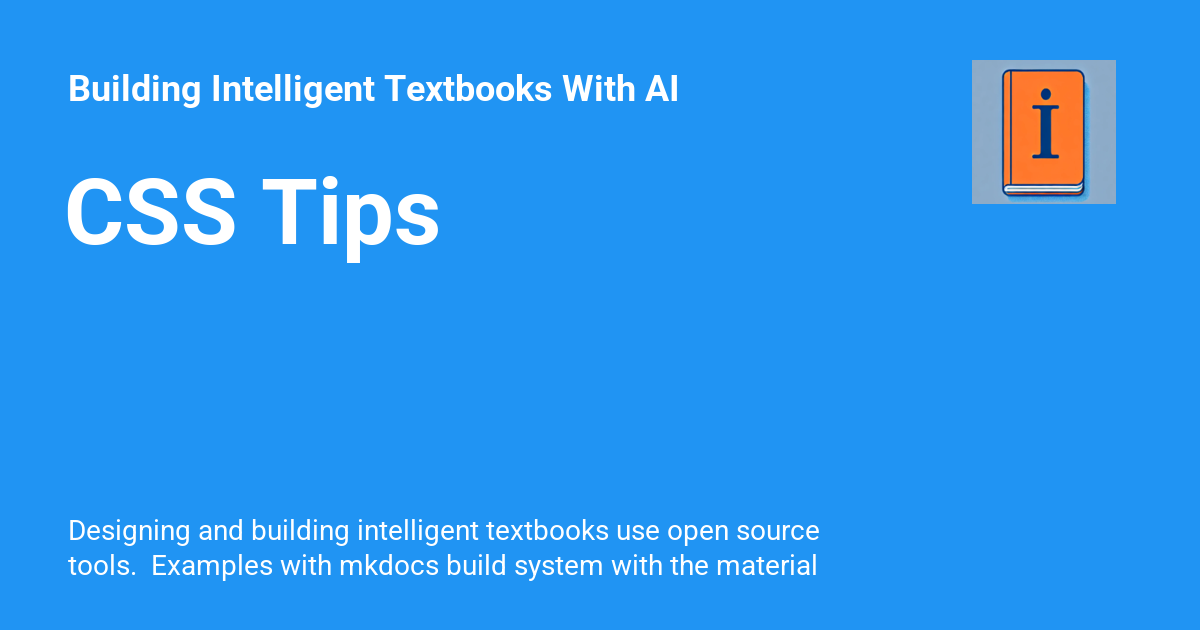 Building Intelligent Textbooks With AI
i
CSS Tips
Designing and building intelligent textbooks use open source
tools.  Examples with mkdocs build system with the material